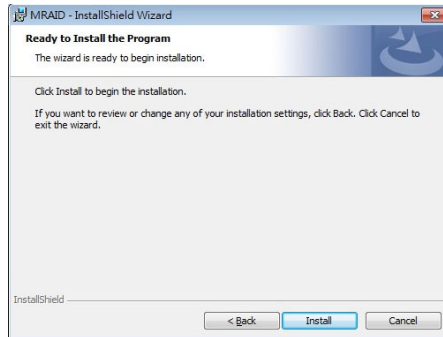 MRAID - InstallShield Wizard
Ready to Install the Program
The wizard is ready to begin installation.
Click Install to begin the installation.
If you want to review or change any of your installation settings, click Back. Click Cancel to
exit the wizard.
InstallShield
< Back Install Cancel